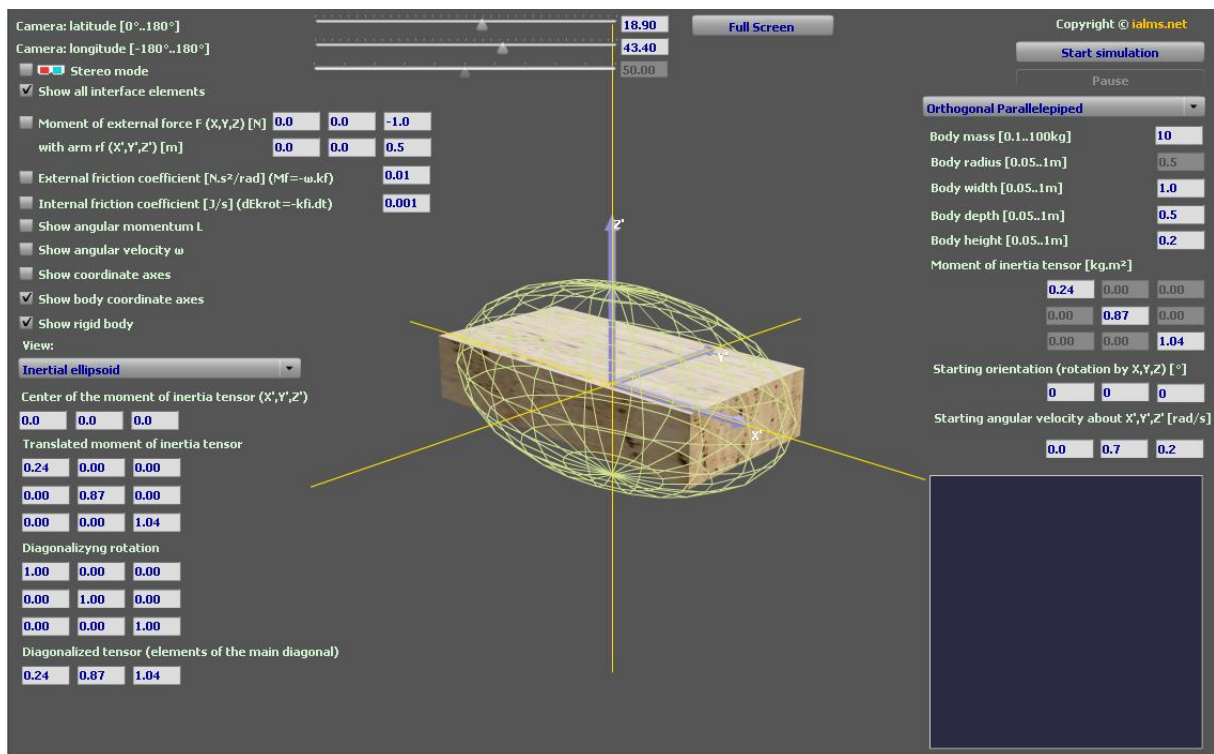 Camera: latitude [0°..180°] 18.90 Full Screen Copyright © ialms.net
Camera: longitude [-180°..180°] 43.40 Start simulation
Stereo mode 50.00 Pause
Show all interface elements
Orthogonal Parallelepiped
Moment of external force F (X,Y,Z) [N] 0.0 0.0 -1.0
with arm rf (X',Y',Z') [m] 0.0 0.0 0.5
External friction coefficient [N.s²/rad] (Mf=-ω.kf) 0.01
Internal friction coefficient [J/s] (dEkrot=-kfi.dt) 0.001
Show angular momentum L
Show angular velocity ω
Show coordinate axes
Show body coordinate axes
Show rigid body
View:
Inertial ellipsoid
Center of the moment of inertia tensor (X',Y',Z')
0.0 0.0 0.0
Translated moment of inertia tensor
0.24 0.00 0.00
0.00 0.87 0.00
0.00 0.00 1.04
Diagonalizyng rotation
1.00 0.00 0.00
0.00 1.00 0.00
0.00 0.00 1.00
Diagonalized tensor (elements of the main diagonal)
0.24 0.87 1.04
Z'
Y'
X'
Body mass [0.1..100kg] 10
Body radius [0.05..1m] 0.5
Body width [0.05..1m] 1.0
Body depth [0.05..1m] 0.5
Body height [0.05..1m] 0.2
Moment of inertia tensor [kg.m²]
0.24 0.00 0.00
0.00 0.87 0.00
0.00 0.00 1.04
Starting orientation (rotation by X,Y,Z) [°]
0 0 0
Starting angular velocity about X',Y',Z' [rad/s]
0.0 0.7 0.2